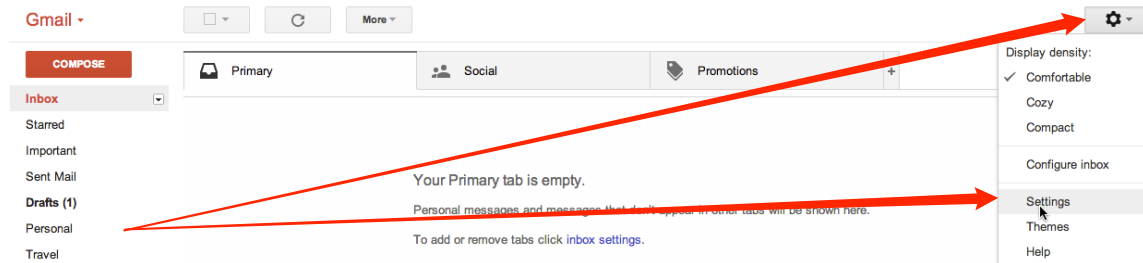 Gmail
More
COMPOSE
Inbox
Starred
Important
Sent Mail
Drafts (1)
Personal
Travel
Primary
Social
Promotions
+
Your Primary tab is empty.
Personal messages and messages that don't appear in other tabs will be shown here.
To add or remove tabs click inbox settings.
Display density:
Comfortable
Cozy
Compact
Configure inbox
Settings
Themes
Help